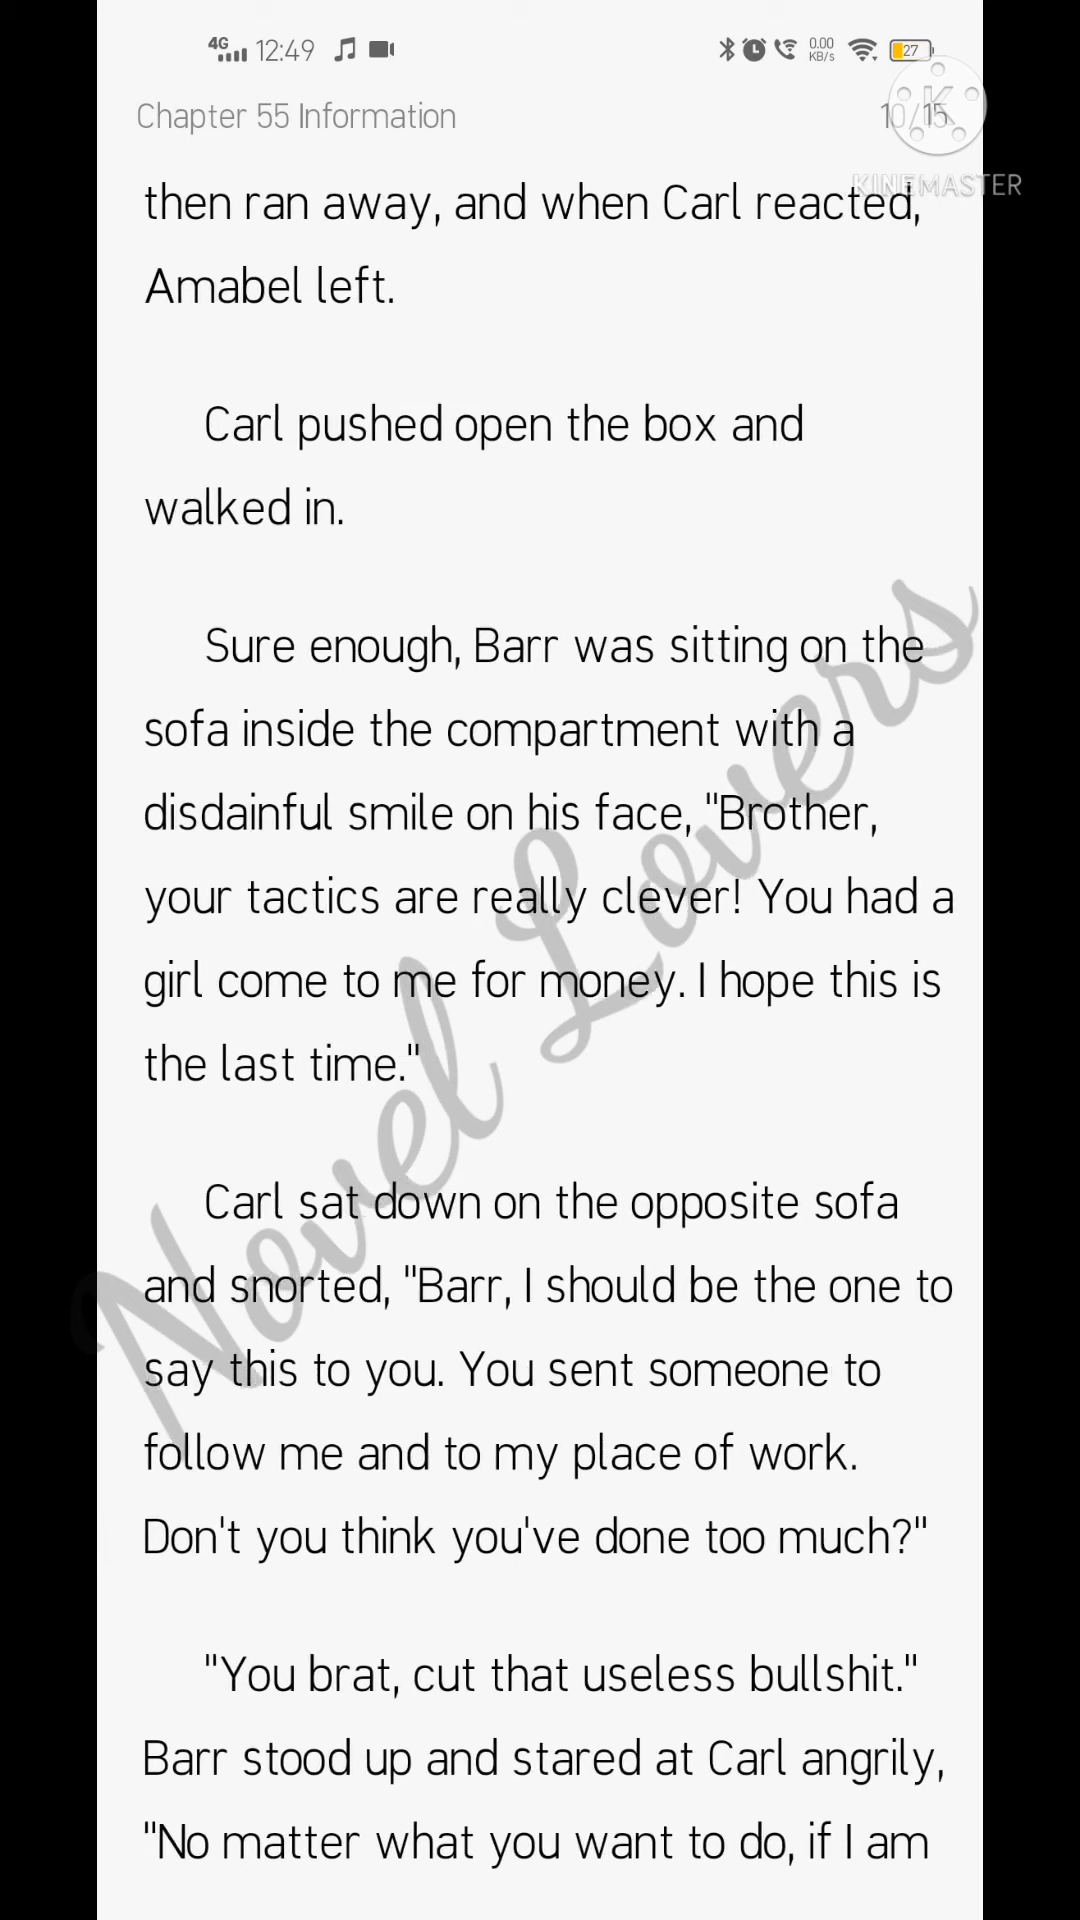 4G 12:49 0.00 KB/s 27
Chapter 55 Information 10/15
KINEMASTER
then ran away, and when Carl reacted,
Amabel left.
Carl pushed open the box and
walked in.
Sure enough, Barr was sitting on the
sofa inside the compartment with a
disdainful smile on his face, "Brother,
your tactics are really clever! You had a
girl come to me for money. I hope this is
the last time."
Carl sat down on the opposite sofa
and snorted, "Barr, I should be the one to
say this to you. You sent someone to
follow me and to my place of work.
Don't you think you've done too much?"
"You brat, cut that useless bullshit."
Barr stood up and stared at Carl angrily,
"No matter what you want to do, if I am
Novel Lovers